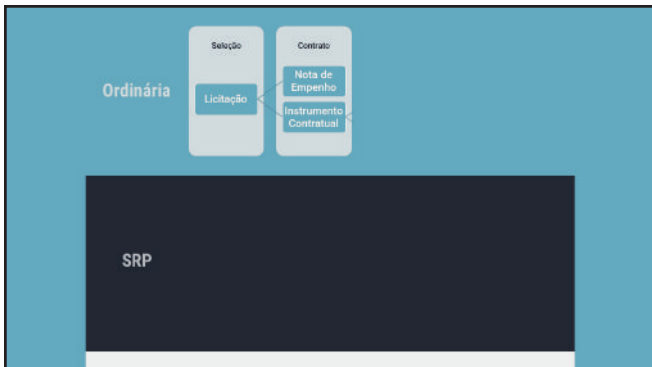 Seleção
Contrato
Ordinária
Licitação
Nota de
Empenho
Instrumento
Contratual
SRP